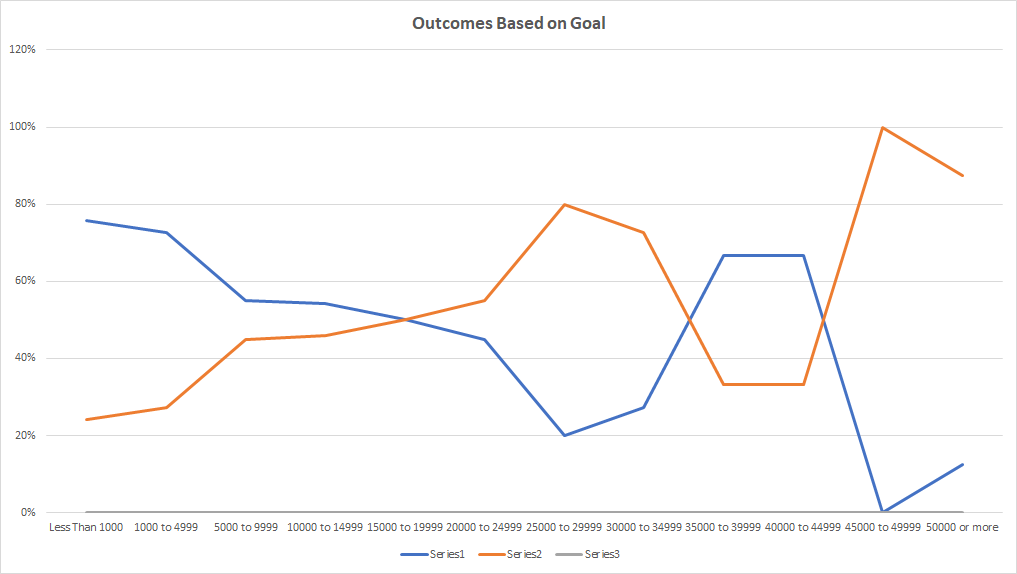 Outcomes Based on Goal
120%
100%
80%
60%
40%
20%
0%
Less Than 1000 1000 to 4999 5000 to 9999 10000 to 14999 15000 to 19999 20000 to 24999 25000 to 29999 30000 to 34999 35000 to 39999 40000 to 44999 45000 to 49999 50000 or more
Series1 Series2 Series3